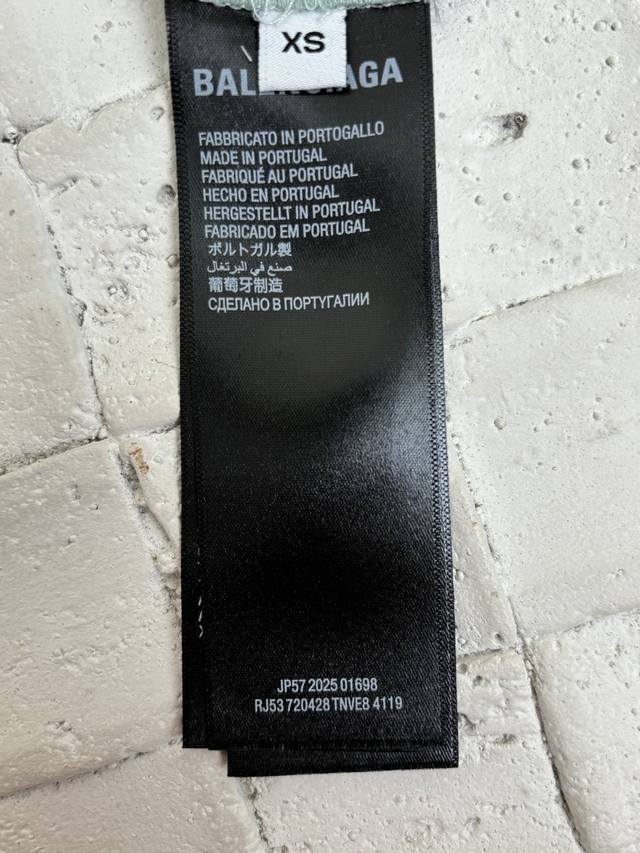 XS
BALENCIAGA
FABBRICATO IN PORTOGALLO
MADE IN PORTUGAL
FABRIQUÉ AU PORTUGAL
HECHO EN PORTUGAL
HERGESTELLT IN PORTUGAL
FABRICADO EM PORTUGAL
ポルトガル製
صنع في البرتغال
葡萄牙制造
СДЕЛАНО В ПОРТУГАЛИИ
JP57 2025 01698
RJ53 720428 TNVE8 4119